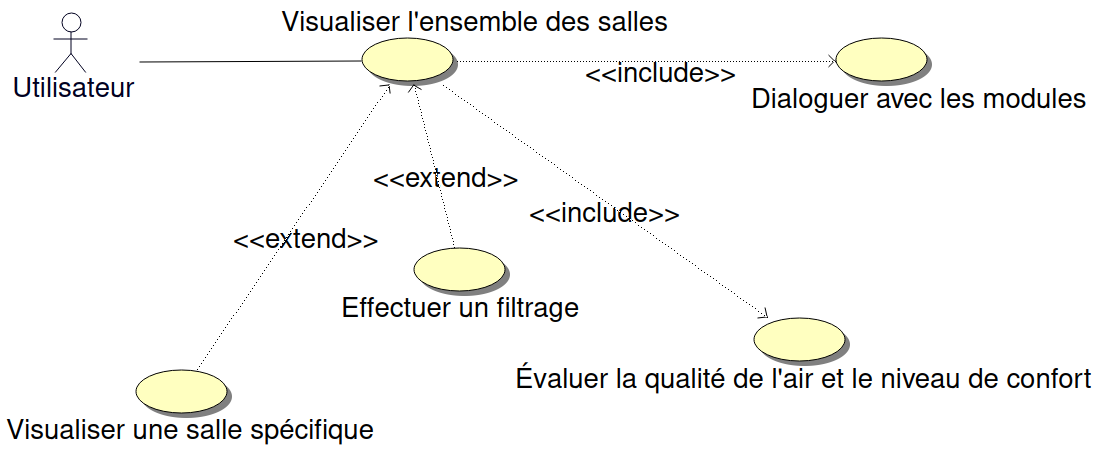 Visualiser l'ensemble des salles
Utilisateur
<<include>>
Dialoguer avec les modules
<<extend>>
<<include>>
<<extend>>
Effectuer un filtrage
Évaluer la qualité de l'air et le niveau de confort
Visualiser une salle spécifique